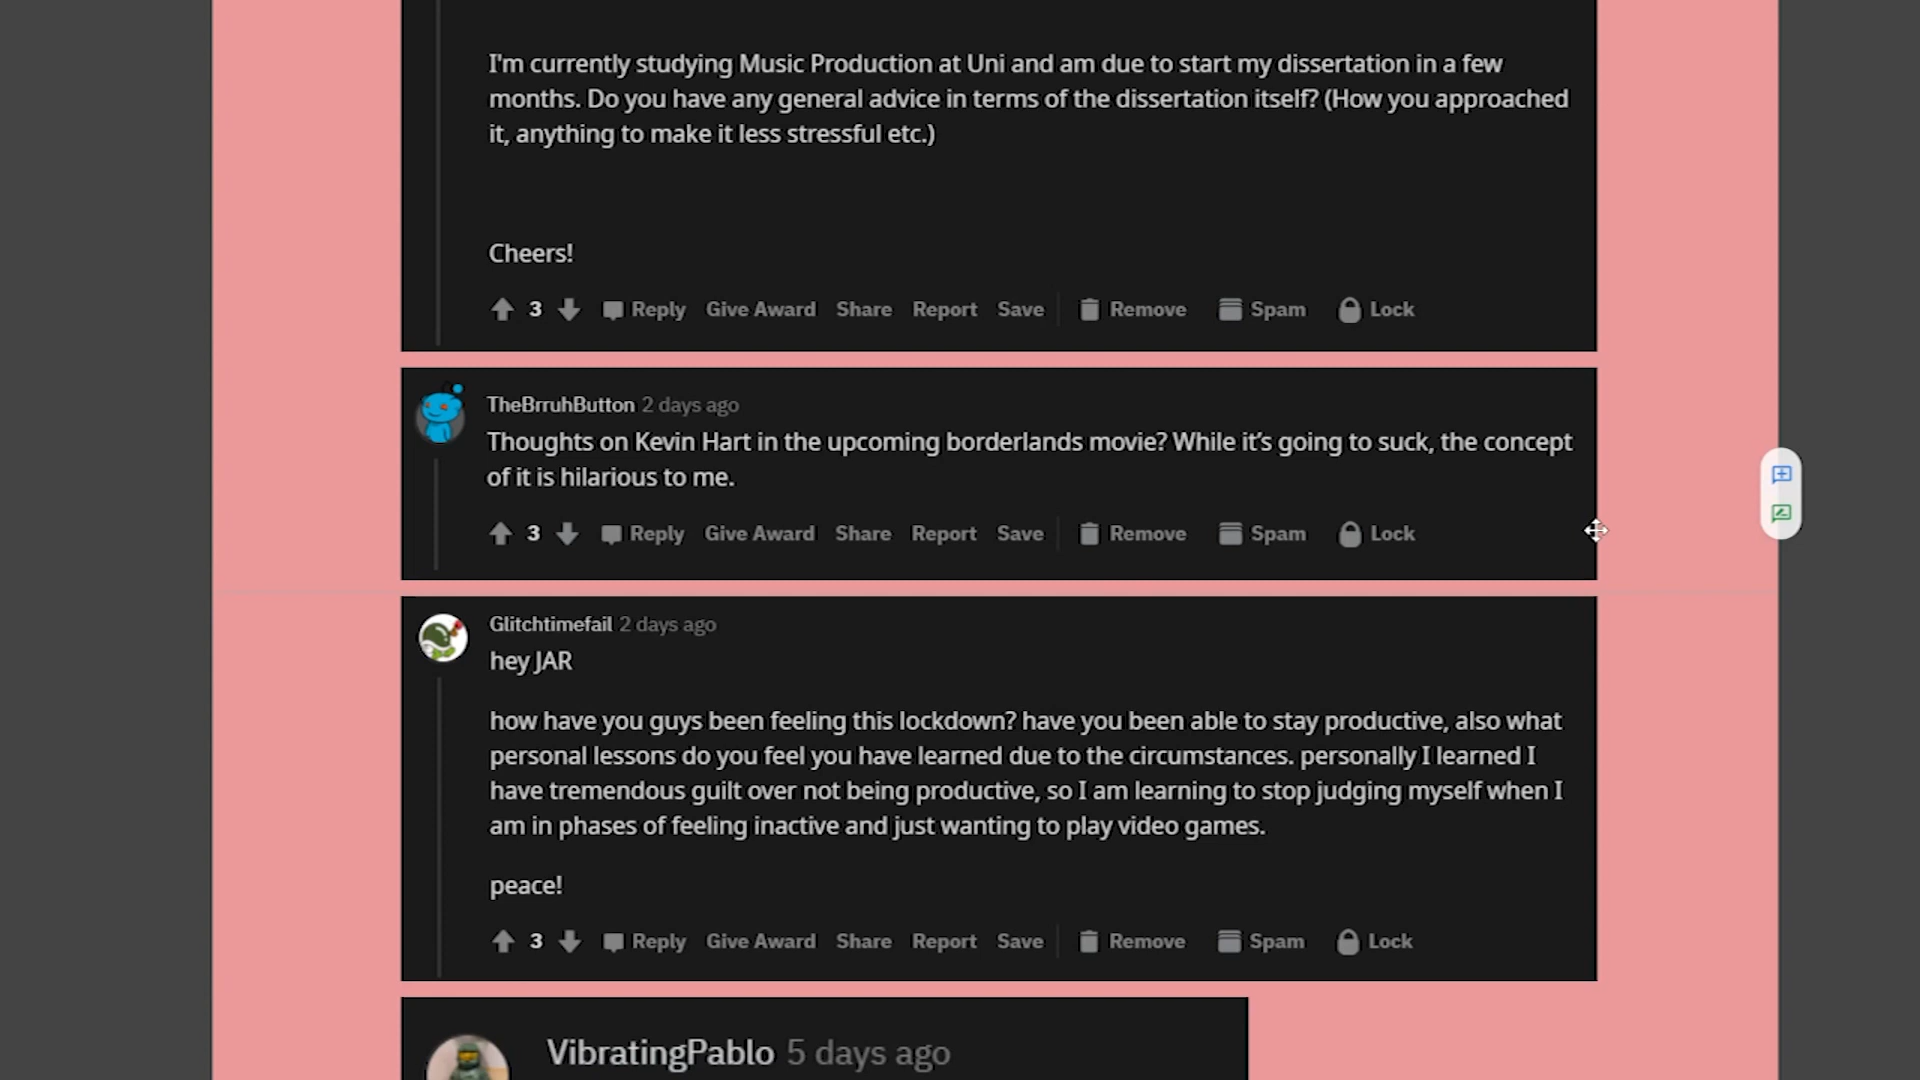 I'm currently studying Music Production at Uni and am due to start my dissertation in a few
months. Do you have any general advice in terms of the dissertation itself? (How you approached
it, anything to make it less stressful etc.)
Cheers!
3 Reply Give Award Share Report Save Remove Spam Lock
TheBrruhButton 2 days ago
Thoughts on Kevin Hart in the upcoming borderlands movie? While it’s going to suck, the concept
of it is hilarious to me.
3 Reply Give Award Share Report Save Remove Spam Lock
Glitchtimefail 2 days ago
hey JAR
how have you guys been feeling this lockdown? have you been able to stay productive, also what
personal lessons do you feel you have learned due to the circumstances. personally I learned I
have tremendous guilt over not being productive, so I am learning to stop judging myself when I
am in phases of feeling inactive and just wanting to play video games.
peace!
3 Reply Give Award Share Report Save Remove Spam Lock
VibratingPablo 5 days ago